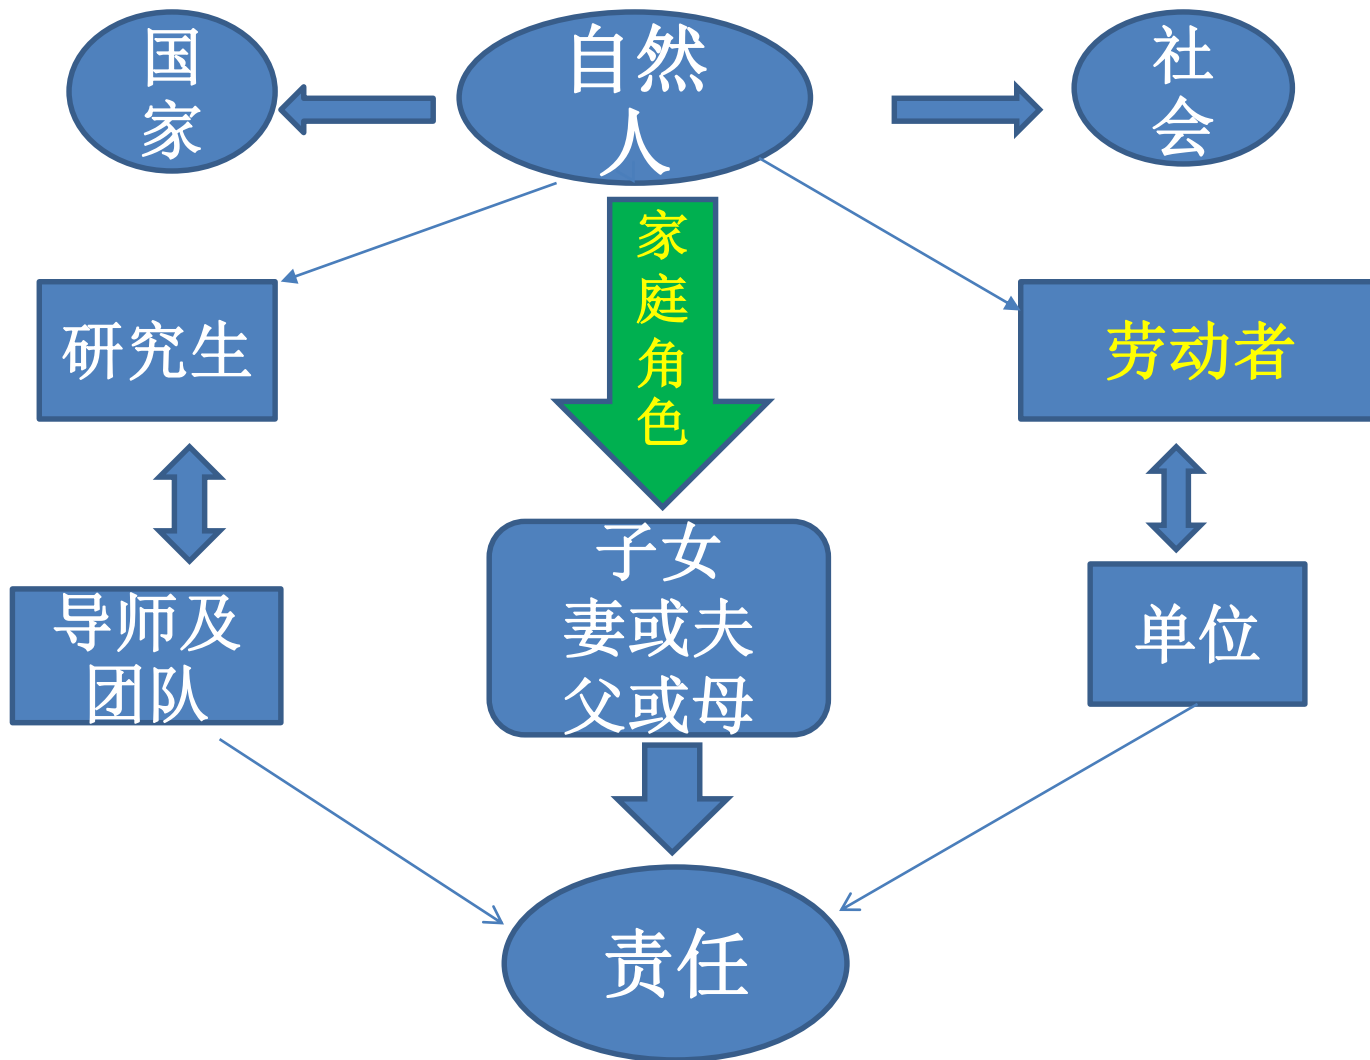 国
家
自然
人
社
会
家
庭
角
色
研究生
劳动者
子女
妻或夫
父或母
导师及
团队
单位
责任